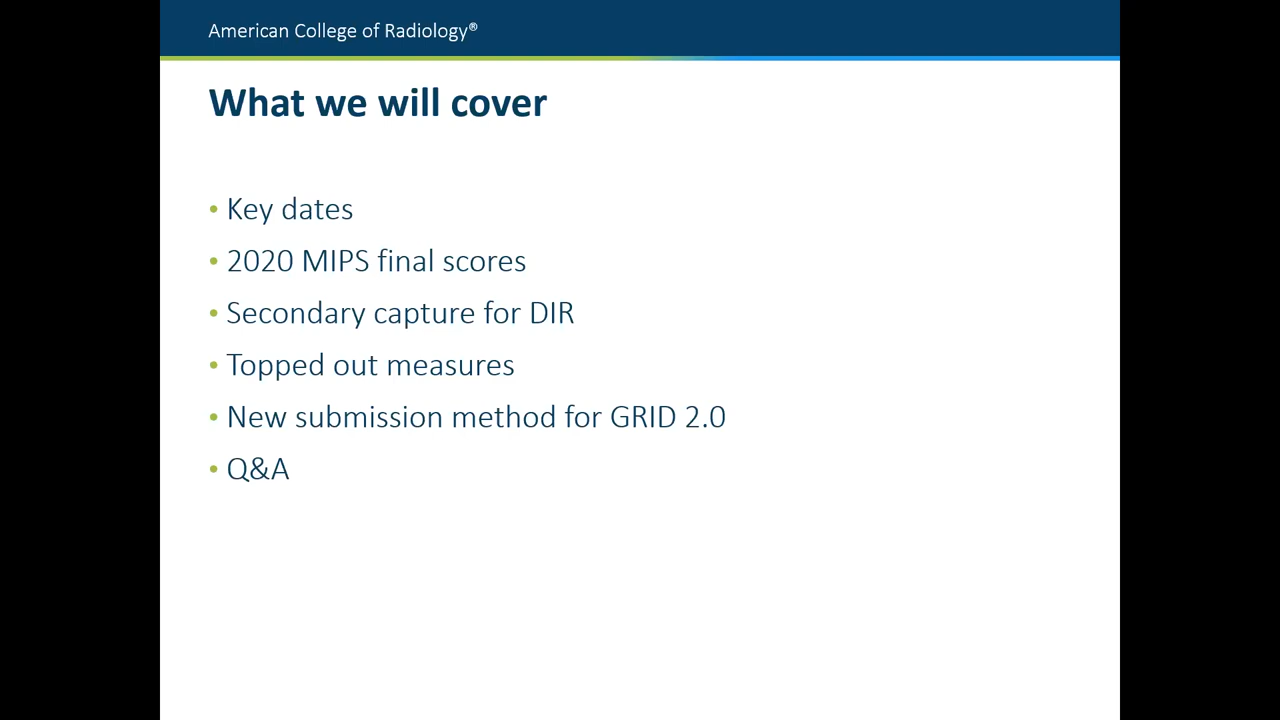 American College of Radiology®
What we will cover
• Key dates
• 2020 MIPS final scores
• Secondary capture for DIR
• Topped out measures
• New submission method for GRID 2.0
• Q&A